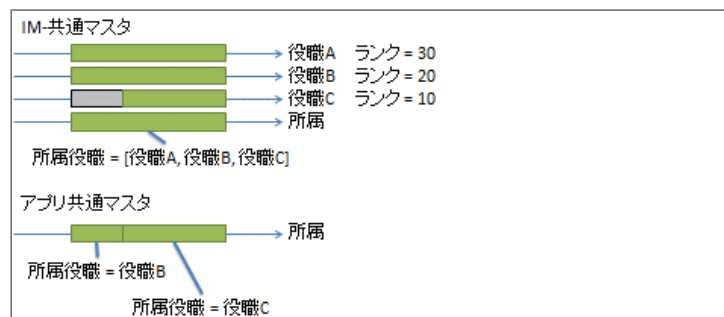 IM-共通マスタ
役職A ランク = 30
役職B ランク = 20
役職C ランク = 10
所属
所属役職 = [役職A, 役職B, 役職C]
アプリ共通マスタ
所属
所属役職 = 役職B
所属役職 = 役職C